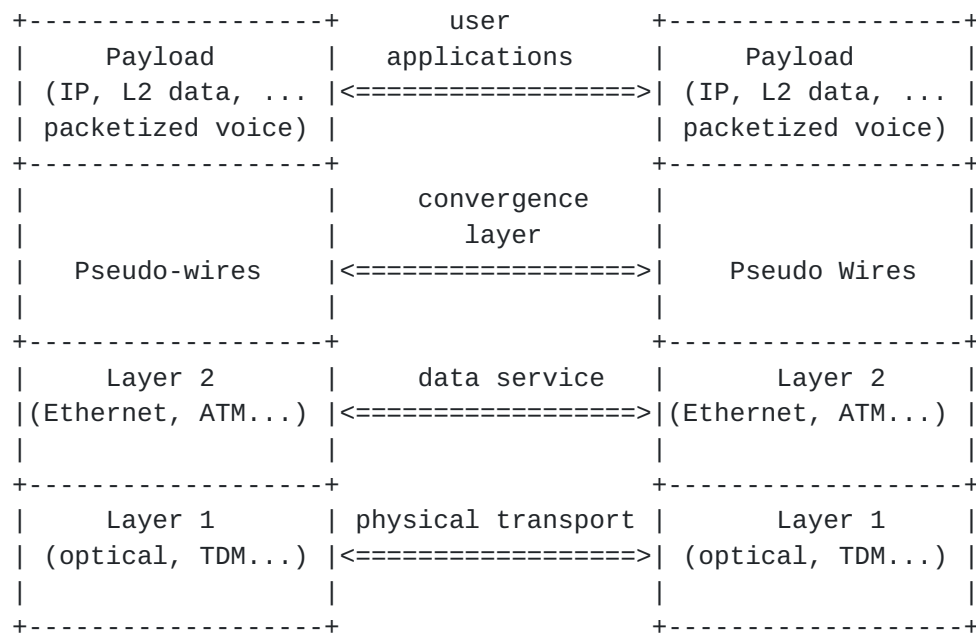 +-------------------+       user         +-------------------+
|      Payload      |   applications     |     Payload       |
| (IP, L2 data, ... |<==================>| (IP, L2 data, ... |
| packetized voice) |                    | packetized voice) |
+-------------------+                    +-------------------+
|                   |     convergence    |                   |
|                   |        layer       |                   |
|   Pseudo-wires    |<==================>|    Pseudo Wires   |
|                   |                    |                   |
+-------------------+                    +-------------------+
|     Layer 2       |     data service   |       Layer 2     |
|(Ethernet, ATM...) |<==================>|(Ethernet, ATM...) |
|                   |                    |                   |
+-------------------+                    +-------------------+
|     Layer 1       | physical transport |       Layer 1     |
| (optical, TDM...) |<==================>| (optical, TDM...) |
|                   |                    |                   |
+-------------------+                    +-------------------+